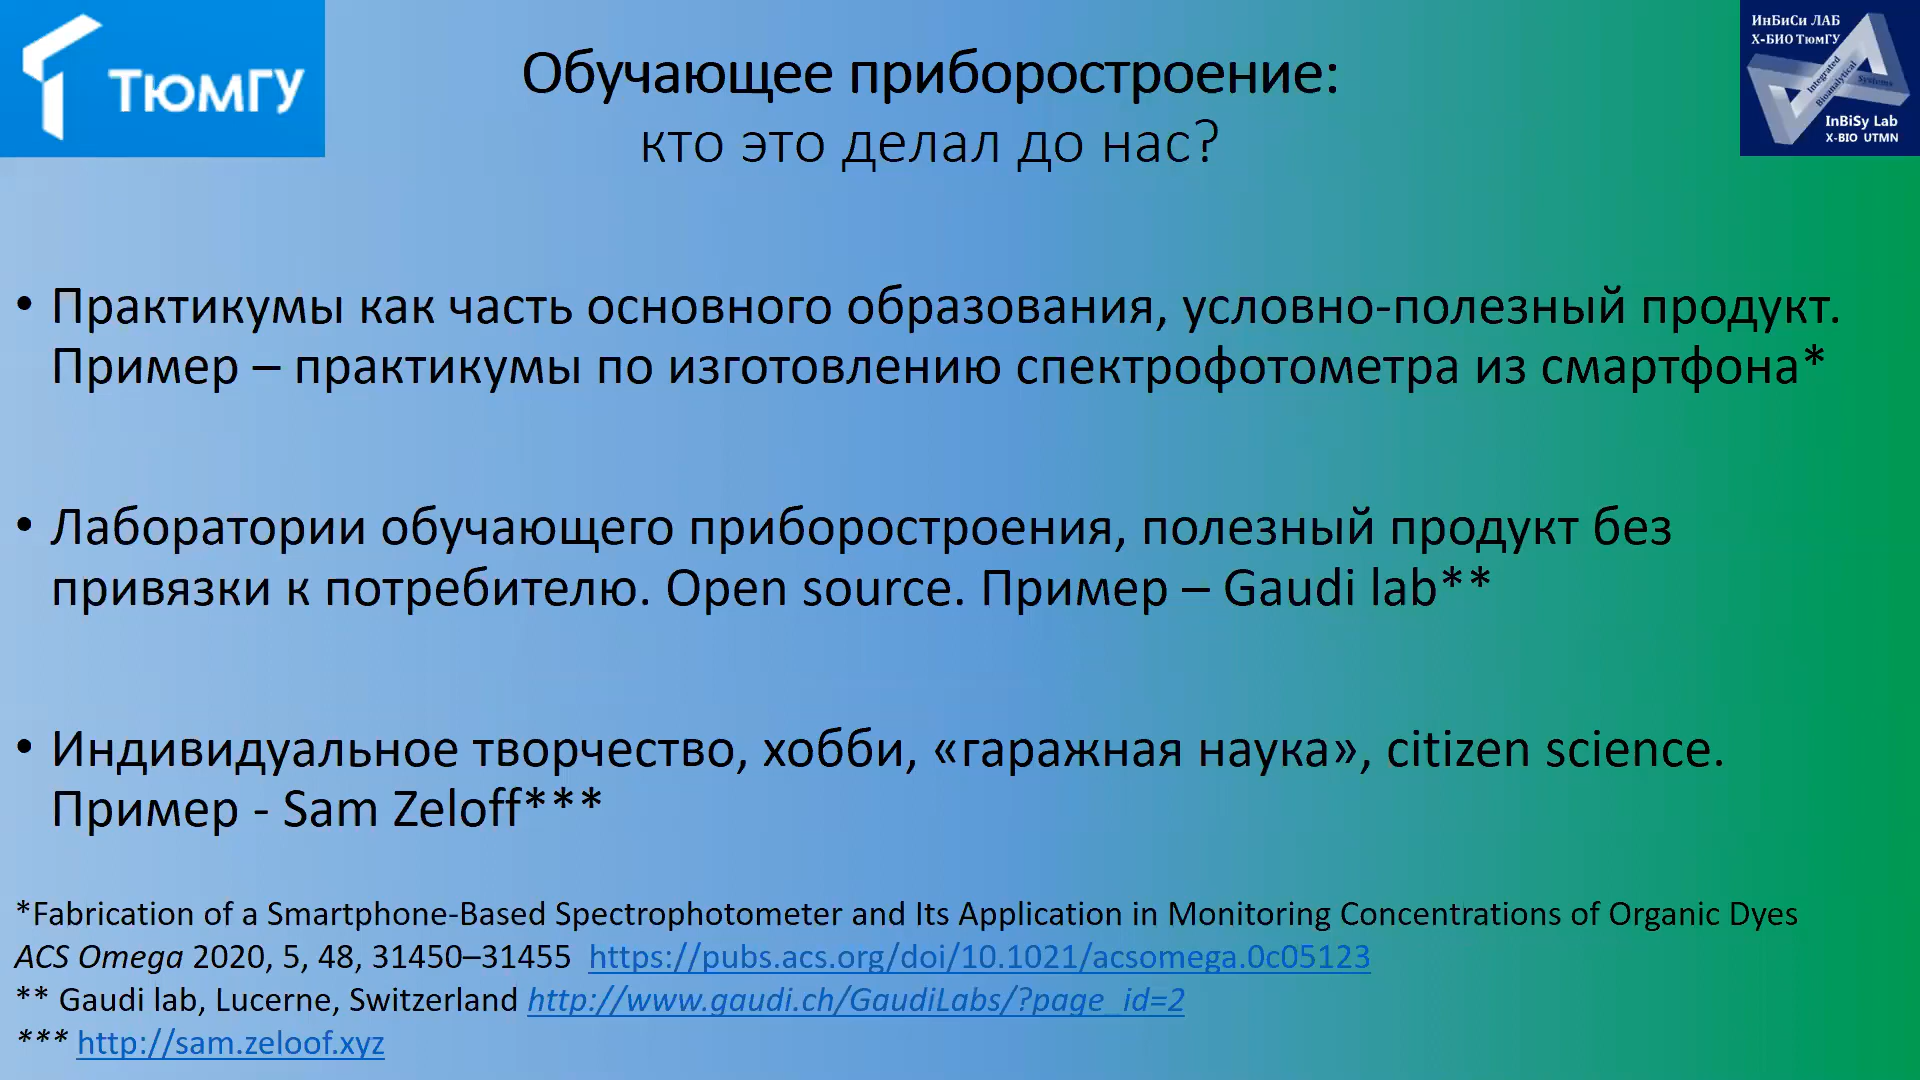 ТЮМГУ
ИнБиСи ЛАБ
Х-БИО ТюмГУ
Integrated
Bioanalytical
Systems
InBiSy Lab
X-BIO UTMN
Обучающее приборостроение:
кто это делал до нас?
• Практикумы как часть основного образования, условно-полезный продукт.
Пример – практикумы по изготовлению спектрофотометра из смартфона*
• Лаборатории обучающего приборостроения, полезный продукт без
привязки к потребителю. Open source. Пример – Gaudi lab**
• Индивидуальное творчество, хобби, «гаражная наука», citizen science.
Пример - Sam Zeloff***
*Fabrication of a Smartphone-Based Spectrophotometer and Its Application in Monitoring Concentrations of Organic Dyes
ACS Omega 2020, 5, 48, 31450–31455 https://pubs.acs.org/doi/10.1021/acsomega.0c05123
** Gaudi lab, Lucerne, Switzerland http://www.gaudi.ch/GaudiLabs/?page_id=2
*** http://sam.zeloof.xyz